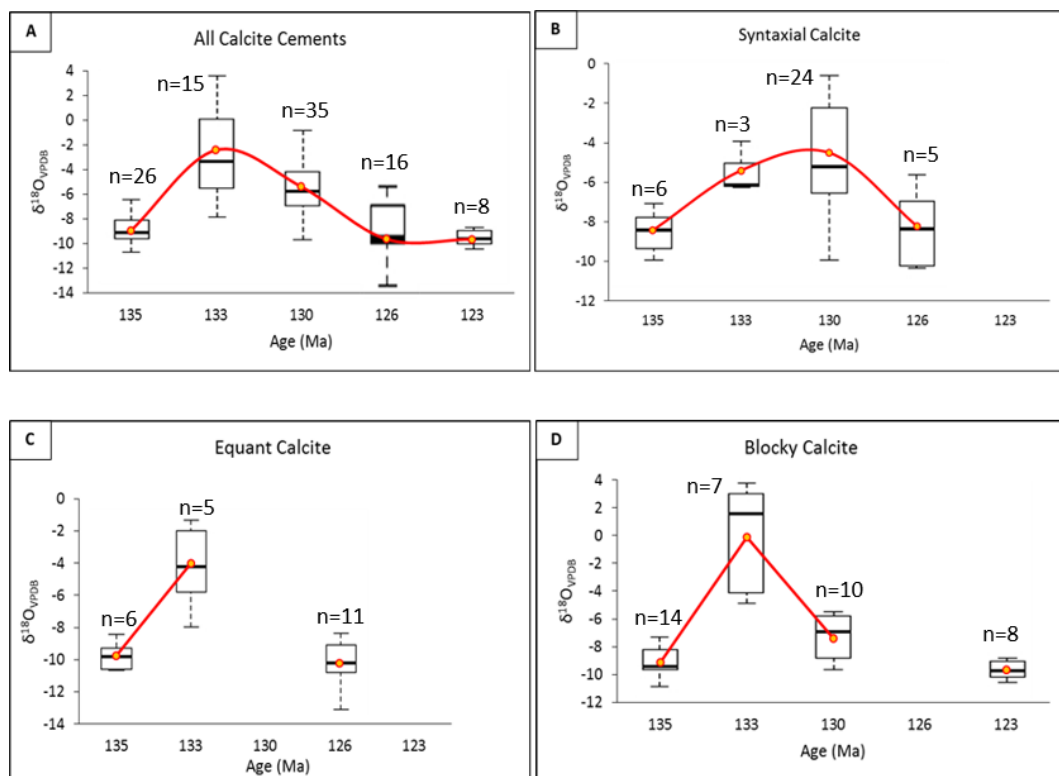 A
All Calcite Cements
δ18OVPDB
4
2
0
-2
-4
-6
-8
-10
-12
-14
n=26
n=15
n=35
n=16
n=8
135 133 130 126 123
Age (Ma)
B
Syntaxial Calcite
δ18OVPDB
0
-2
-4
-6
-8
-10
-12
n=6
n=3
n=24
n=5
135 133 130 126 123
Age (Ma)
C
Equant Calcite
δ18OVPDB
0
-2
-4
-6
-8
-10
-12
-14
n=6
n=5
n=11
135 133 130 126 123
Age (Ma)
D
Blocky Calcite
δ18OVPDB
4
2
0
-2
-4
-6
-8
-10
-12
n=14
n=7
n=10
n=8
135 133 130 126 123
Age (Ma)